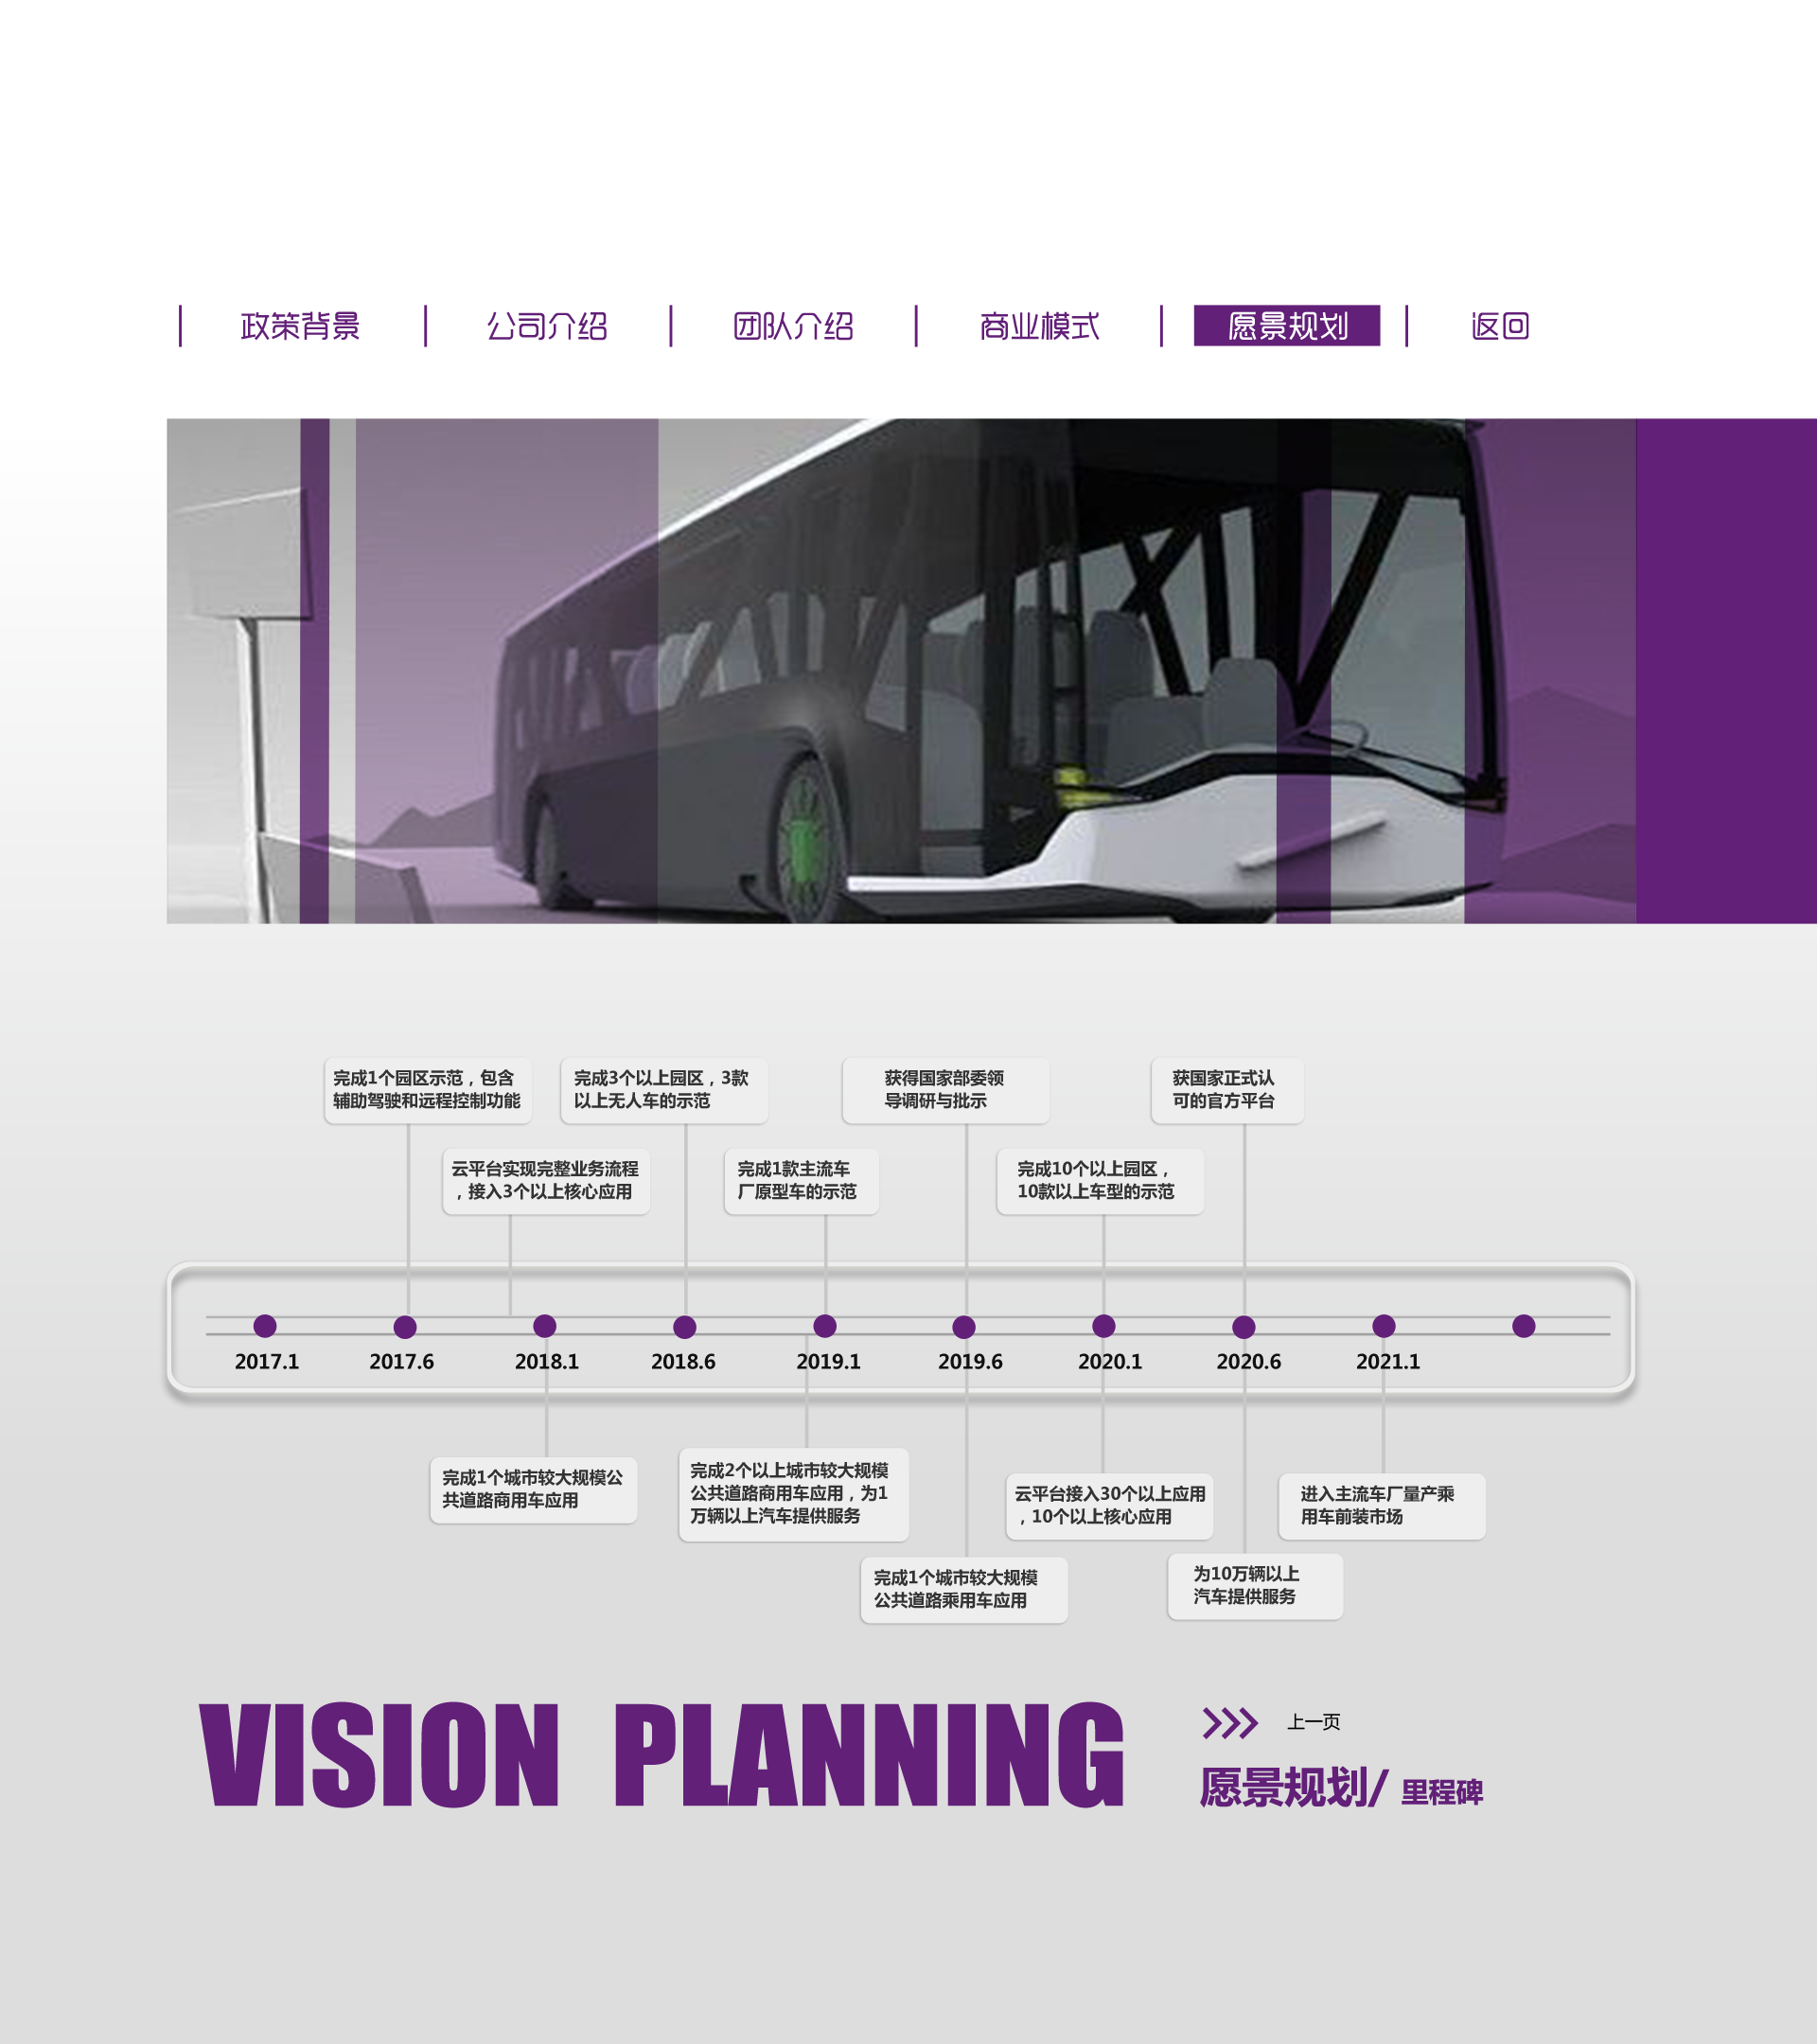 政策背景
公司介绍
团队介绍
商业模式
愿景规划
返回
完成1个园区示范，包含
辅助驾驶和远程控制功能
完成3个以上园区，3款
以上无人车的示范
获得国家部委领
导调研与批示
获国家正式认
可的官方平台
云平台实现完整业务流程
，接入3个以上核心应用
完成1款主流车
厂原型车的示范
完成10个以上园区，
10款以上车型的示范
2017.1
2017.6
2018.1
2018.6
2019.1
2019.6
2020.1
2020.6
2021.1
完成1个城市较大规模公
共道路商用车应用
完成2个以上城市较大规模
公共道路商用车应用，为1
万辆以上汽车提供服务
云平台接入30个以上应用
，10个以上核心应用
进入主流车厂量产乘
用车前装市场
完成1个城市较大规模
公共道路乘用车应用
为10万辆以上
汽车提供服务
VISION PLANNING
上一页
愿景规划/ 里程碑